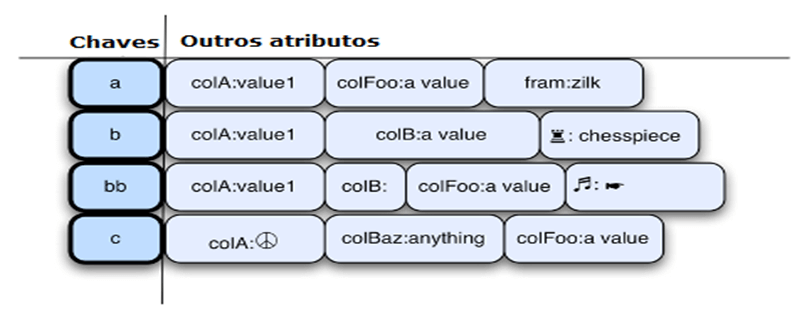 Chaves Outros atributos
a colA:value1 colFoo:a value fram:zilk
b colA:value1 colB:a value ♜: chesspiece
bb colA:value1 colB: colFoo:a value ♬: ☛
c colA:☮ colBaz:anything colFoo:a value